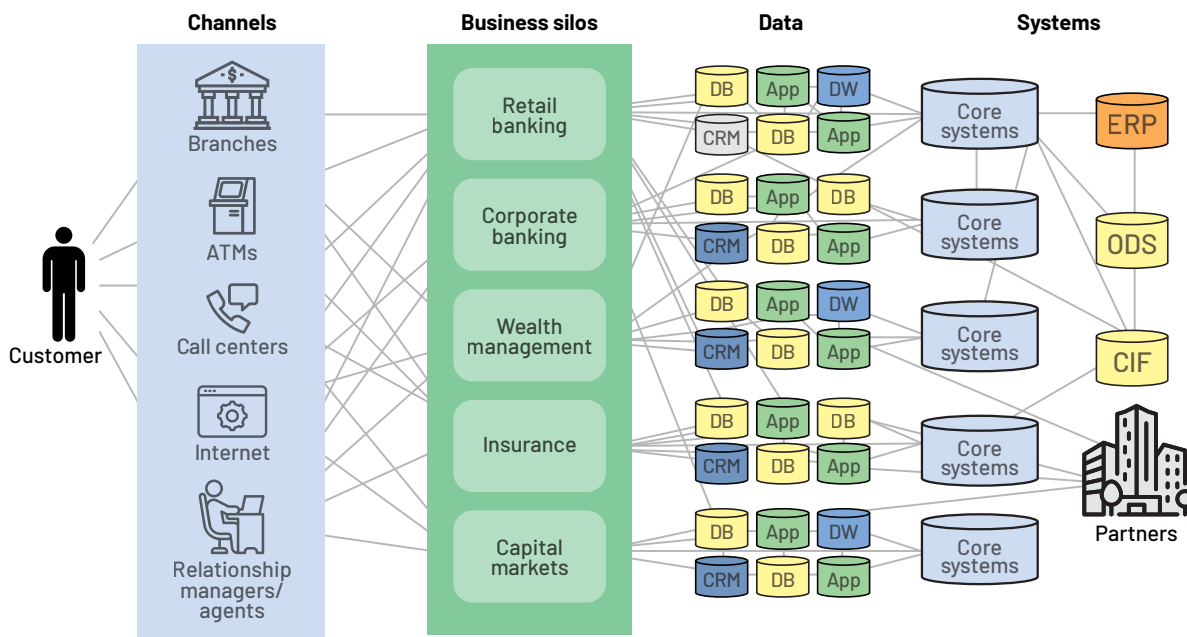 Channels
Business silos
Data
Systems
Customer
$
Branches
ATMs
Call centers
Internet
Relationship
managers/
agents
Retail
banking
Corporate
banking
Wealth
management
Insurance
Capital
markets
DB App DW
CRM DB App
DB App DB
CRM DB App
DB App DW
CRM DB App
DB App DB
CRM DB App
DB App DW
CRM DB App
Core
systems
Core
systems
Core
systems
Core
systems
Core
systems
ERP
ODS
CIF
Partners